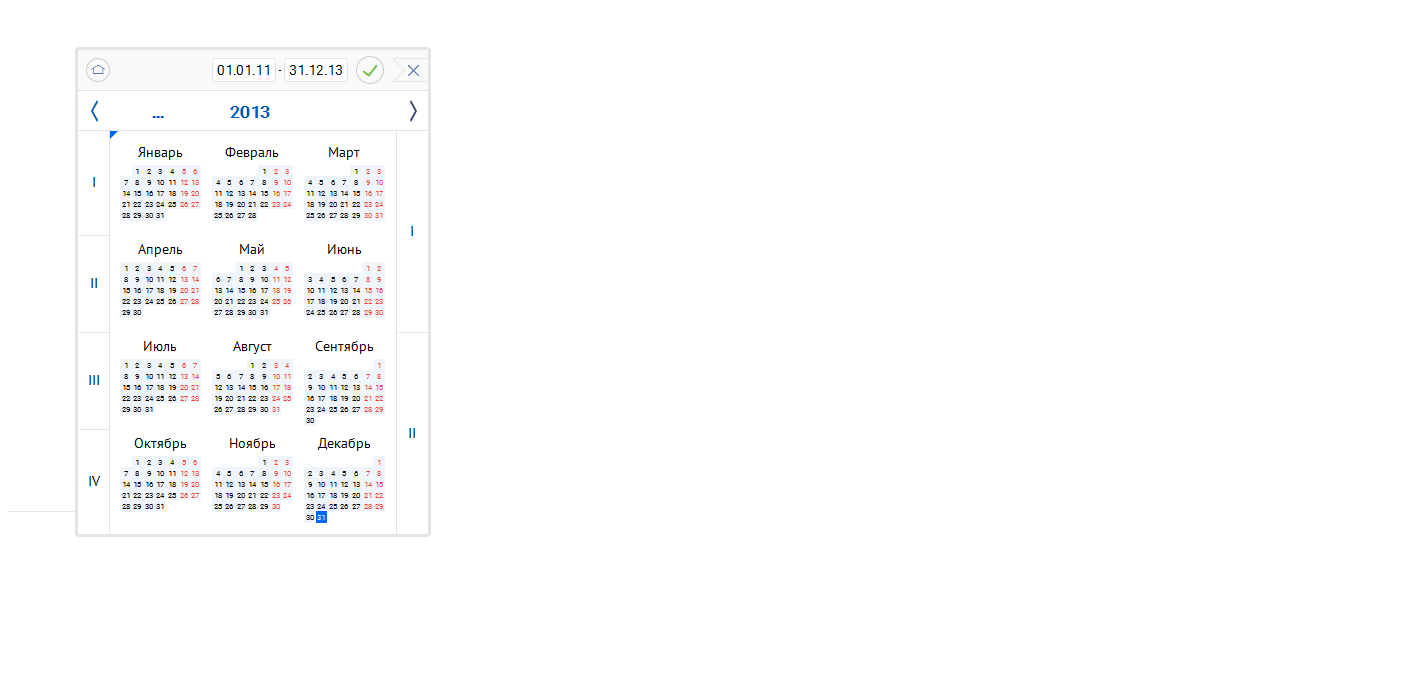 01.01.11 - 31.12.13
... 2013
Январь Февраль Март
1 2 3 4 5 6 1 2 3 1 2 3
7 8 9 10 11 12 13 4 5 6 7 8 9 10 4 5 6 7 8 9 10
I
14 15 16 17 18 19 20 11 12 13 14 15 16 17 11 12 13 14 15 16 17
21 22 23 24 25 26 27 18 19 20 21 22 23 24 18 19 20 21 22 23 24
28 29 30 31 25 26 27 28 25 26 27 28 29 30 31
I
Апрель Май Июнь
1 2 3 4 5 6 7 1 2 3 4 5 1 2
8 9 10 11 12 13 14 6 7 8 9 10 11 12 3 4 5 6 7 8 9
II
15 16 17 18 19 20 21 13 14 15 16 17 18 19 10 11 12 13 14 15 16
22 23 24 25 26 27 28 20 21 22 23 24 25 26 17 18 19 20 21 22 23
29 30 27 28 29 30 31 24 25 26 27 28 29 30
Июль Август Сентябрь
1 2 3 4 5 6 7 1 2 3 4 1
8 9 10 11 12 13 14 5 6 7 8 9 10 11 2 3 4 5 6 7 8
III
15 16 17 18 19 20 21 12 13 14 15 16 17 18 9 10 11 12 13 14 15
22 23 24 25 26 27 28 19 20 21 22 23 24 25 16 17 18 19 20 21 22
29 30 31 26 27 28 29 30 31 23 24 25 26 27 28 29
30
II
Октябрь Ноябрь Декабрь
1 2 3 4 5 6 1 2 3 1
7 8 9 10 11 12 13 4 5 6 7 8 9 10 2 3 4 5 6 7 8
IV
14 15 16 17 18 19 20 11 12 13 14 15 16 17 9 10 11 12 13 14 15
21 22 23 24 25 26 27 18 19 20 21 22 23 24 16 17 18 19 20 21 22
28 29 30 31 25 26 27 28 29 30 23 24 25 26 27 28 29
30 31